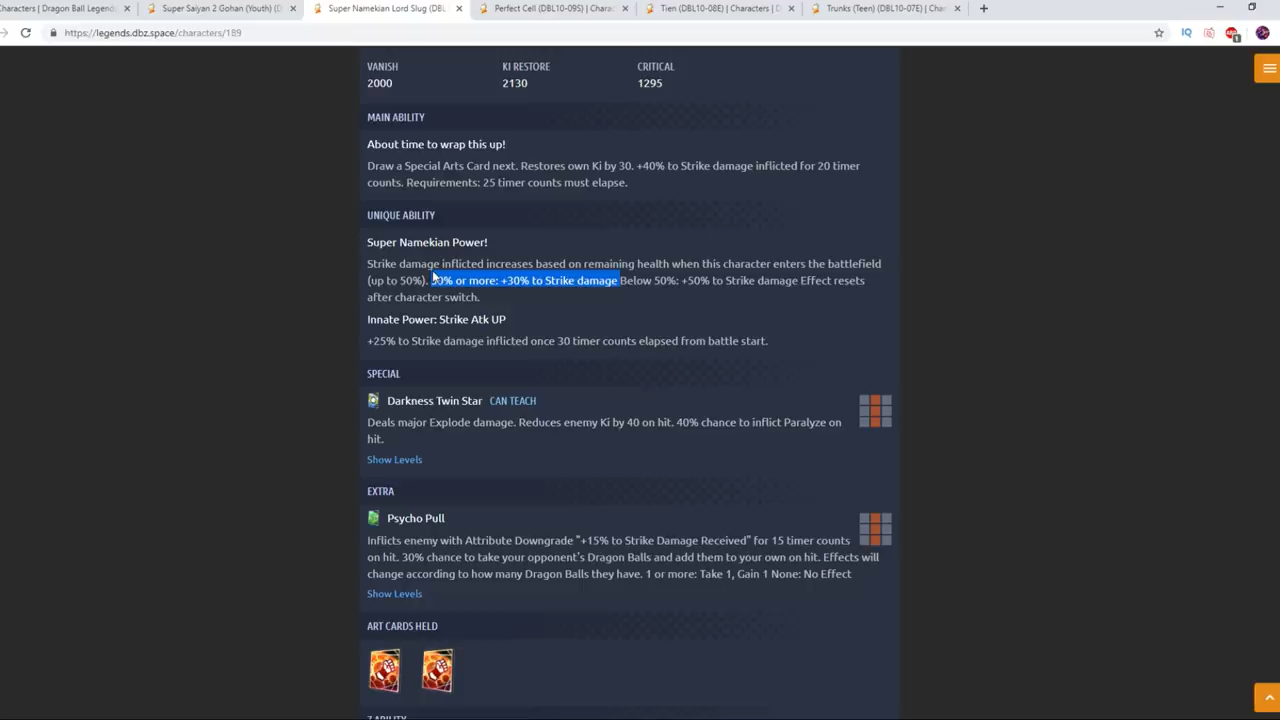 Characters | Dragon Ball Legends
Super Saiyan 2 Gohan (Youth) (D
Super Namekian Lord Slug (DBL
Perfect Cell (DBL10-09S) | Charac
Tien (DBL10-08E) | Characters | D
Trunks (Teen) (DBL10-07E) | Char
https://legends.dbz.space/characters/189
VANISH
2000
KI RESTORE
2130
CRITICAL
1295
MAIN ABILITY
About time to wrap this up!
Draw a Special Arts Card next. Restores own Ki by 30. +40% to Strike damage inflicted for 20 timer
counts. Requirements: 25 timer counts must elapse.
UNIQUE ABILITY
Super Namekian Power!
Strike damage inflicted increases based on remaining health when this character enters the battlefield
(up to 50%). 50% or more: +30% to Strike damage Below 50%: +50% to Strike damage Effect resets
after character switch.
Innate Power: Strike Atk UP
+25% to Strike damage inflicted once 30 timer counts elapsed from battle start.
SPECIAL
Darkness Twin Star CAN TEACH
Deals major Explode damage. Reduces enemy Ki by 40 on hit. 40% chance to inflict Paralyze on
hit.
Show Levels
EXTRA
Psycho Pull
Inflicts enemy with Attribute Downgrade "+15% to Strike Damage Received" for 15 timer counts
on hit. 30% chance to take your opponent's Dragon Balls and add them to your own on hit. Effects will
change according to how many Dragon Balls they have. 1 or more: Take 1, Gain 1 None: No Effect
Show Levels
ART CARDS HELD
Z ABILITY